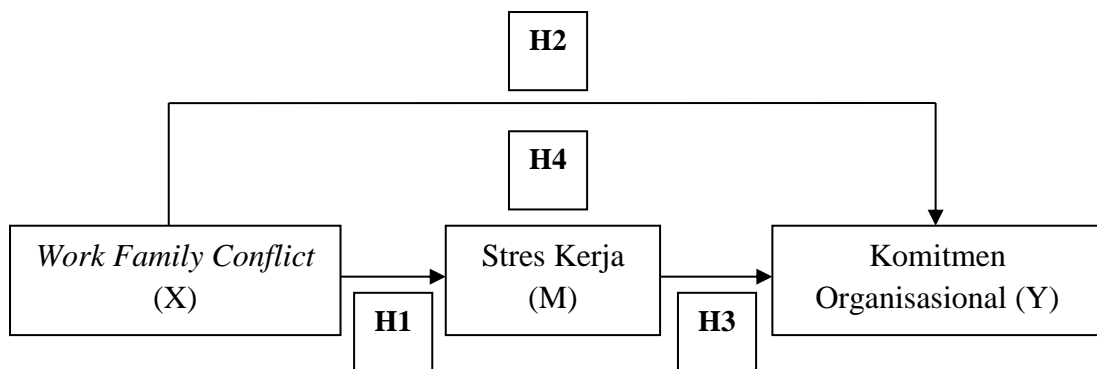 H2
H4
Work Family Conflict
(X)
Stres Kerja
(M)
Komitmen
Organisasional (Y)
H1
H3